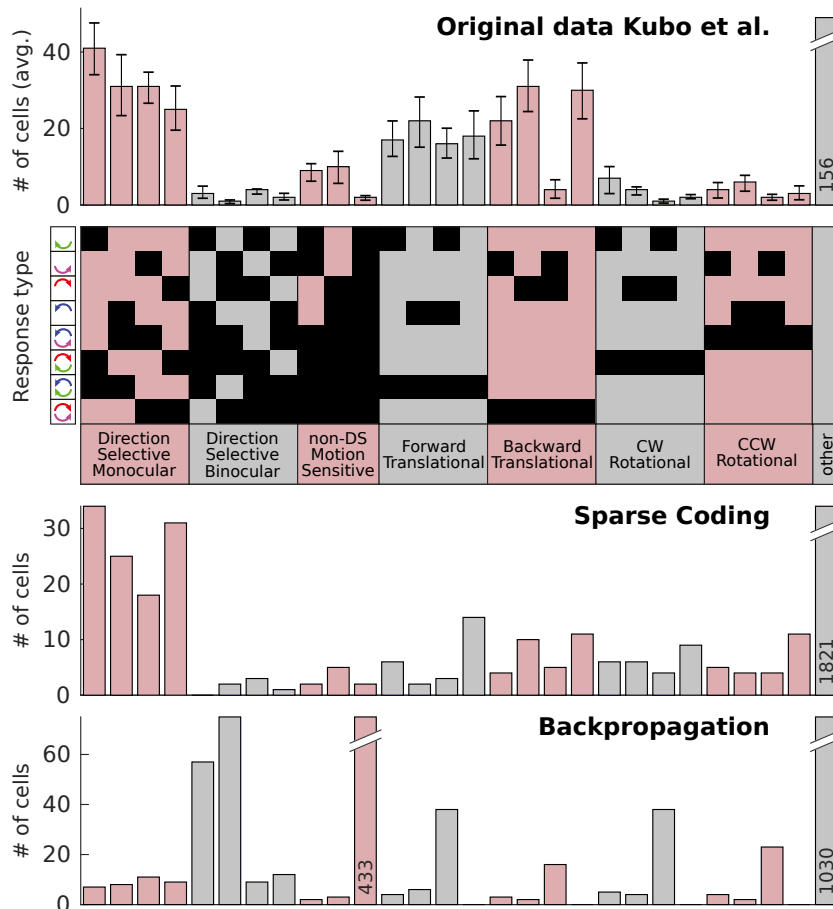 Original data Kubo et al.
# of cells (avg.)
40
20
0
156
Response type
Direction
Selective
Monocular
Direction
Selective
Binocular
non-DS
Motion
Sensitive
Forward
Translational
Backward
Translational
CW
Rotational
CCW
Rotational
other
Sparse Coding
# of cells
30
20
10
0
1821
Backpropagation
# of cells
60
40
20
0
433
1030